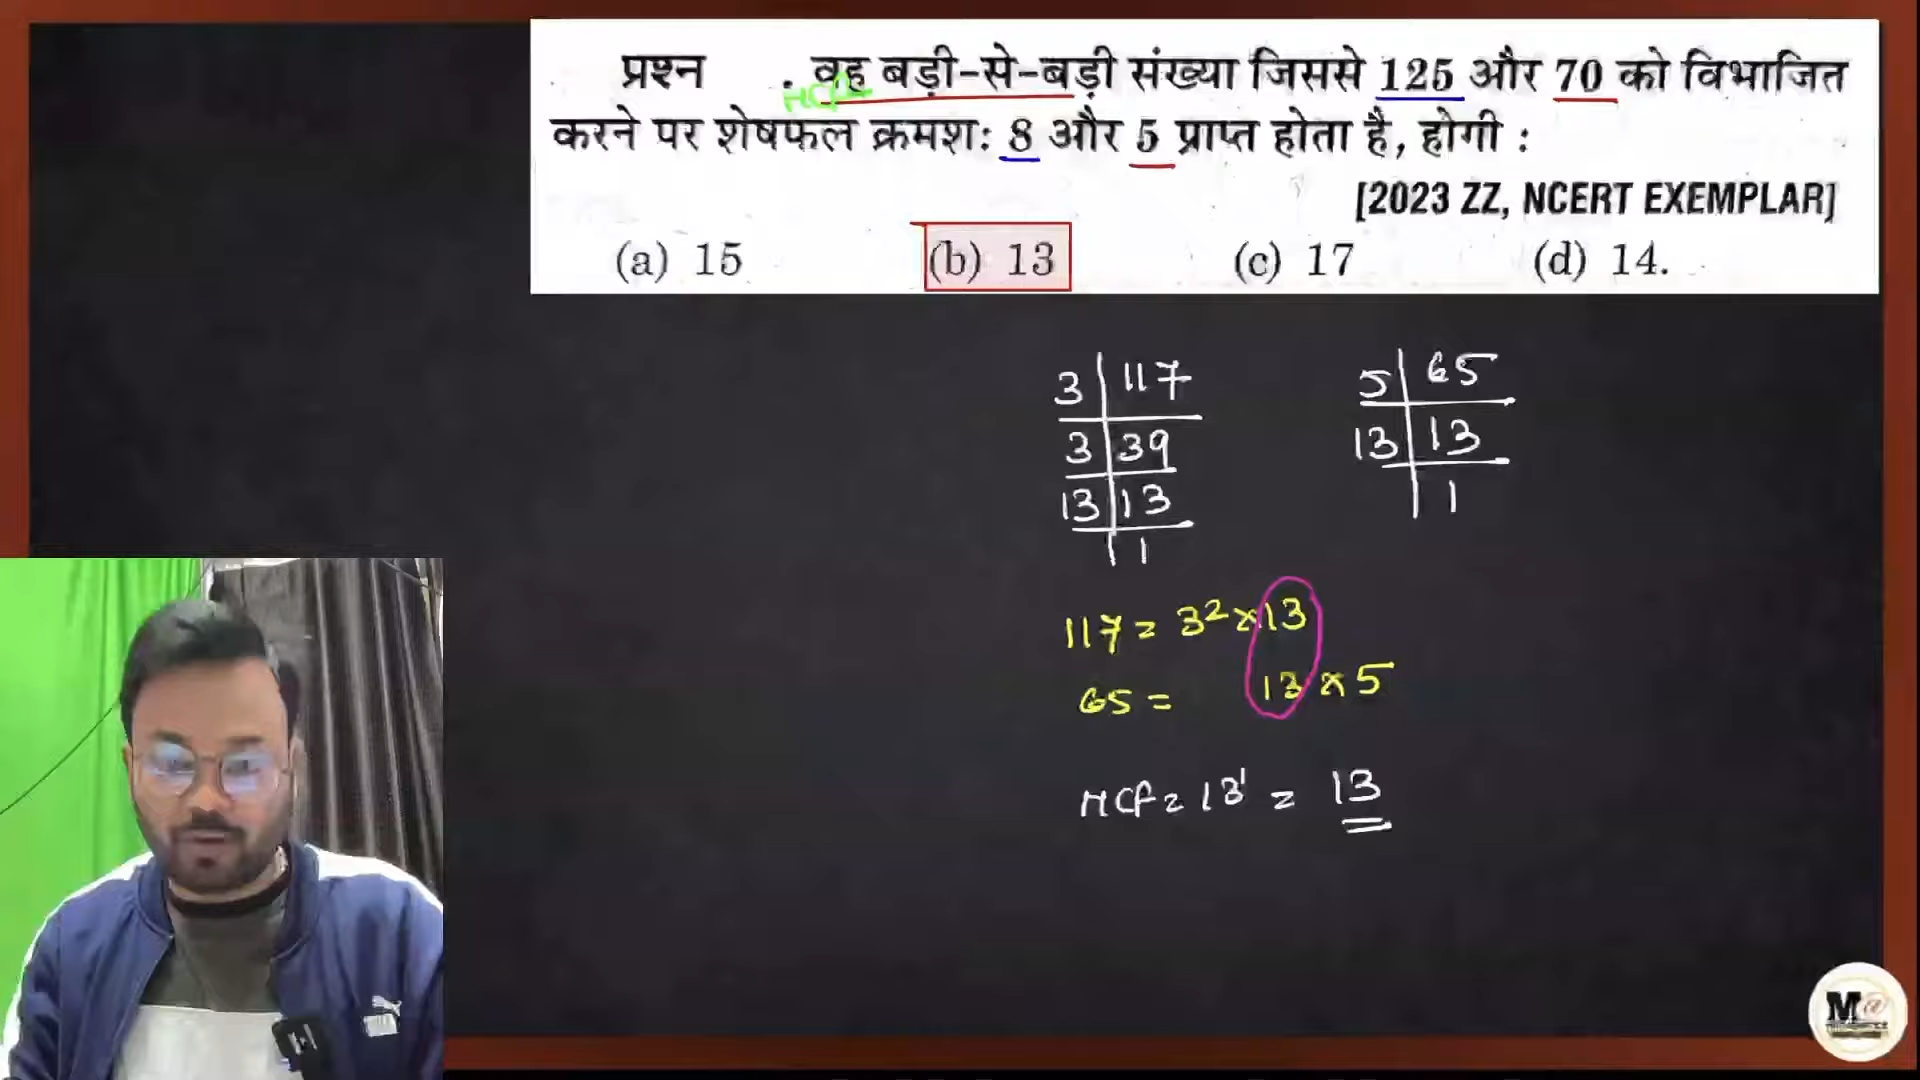 प्रश्न . वह बड़ी-से-बड़ी संख्या जिससे 125 और 70 को विभाजित
HCF
करने पर शेषफल क्रमशः 8 और 5 प्राप्त होता है, होगी :
[2023 ZZ, NCERT EXEMPLAR]
(a) 15 (b) 13 (c) 17 (d) 14.
3 | 117
3 | 39
13 | 13
| 1
5 | 65
13 | 13
| 1
117 = 3² × 13
65 = 13 × 5
HCF = 13¹ = 13
M@